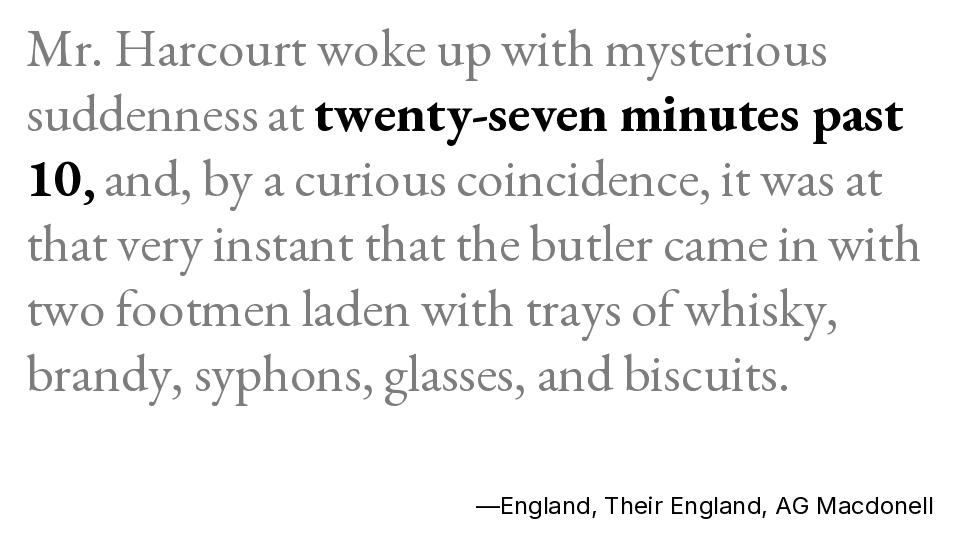 Mr. Harcourt woke up with mysterious
suddenness at twenty-seven minutes past
10, and, by a curious coincidence, it was at
that very instant that the butler came in with
two footmen laden with trays of whisky,
brandy, syphons, glasses, and biscuits.
—England, Their England, AG Macdonell